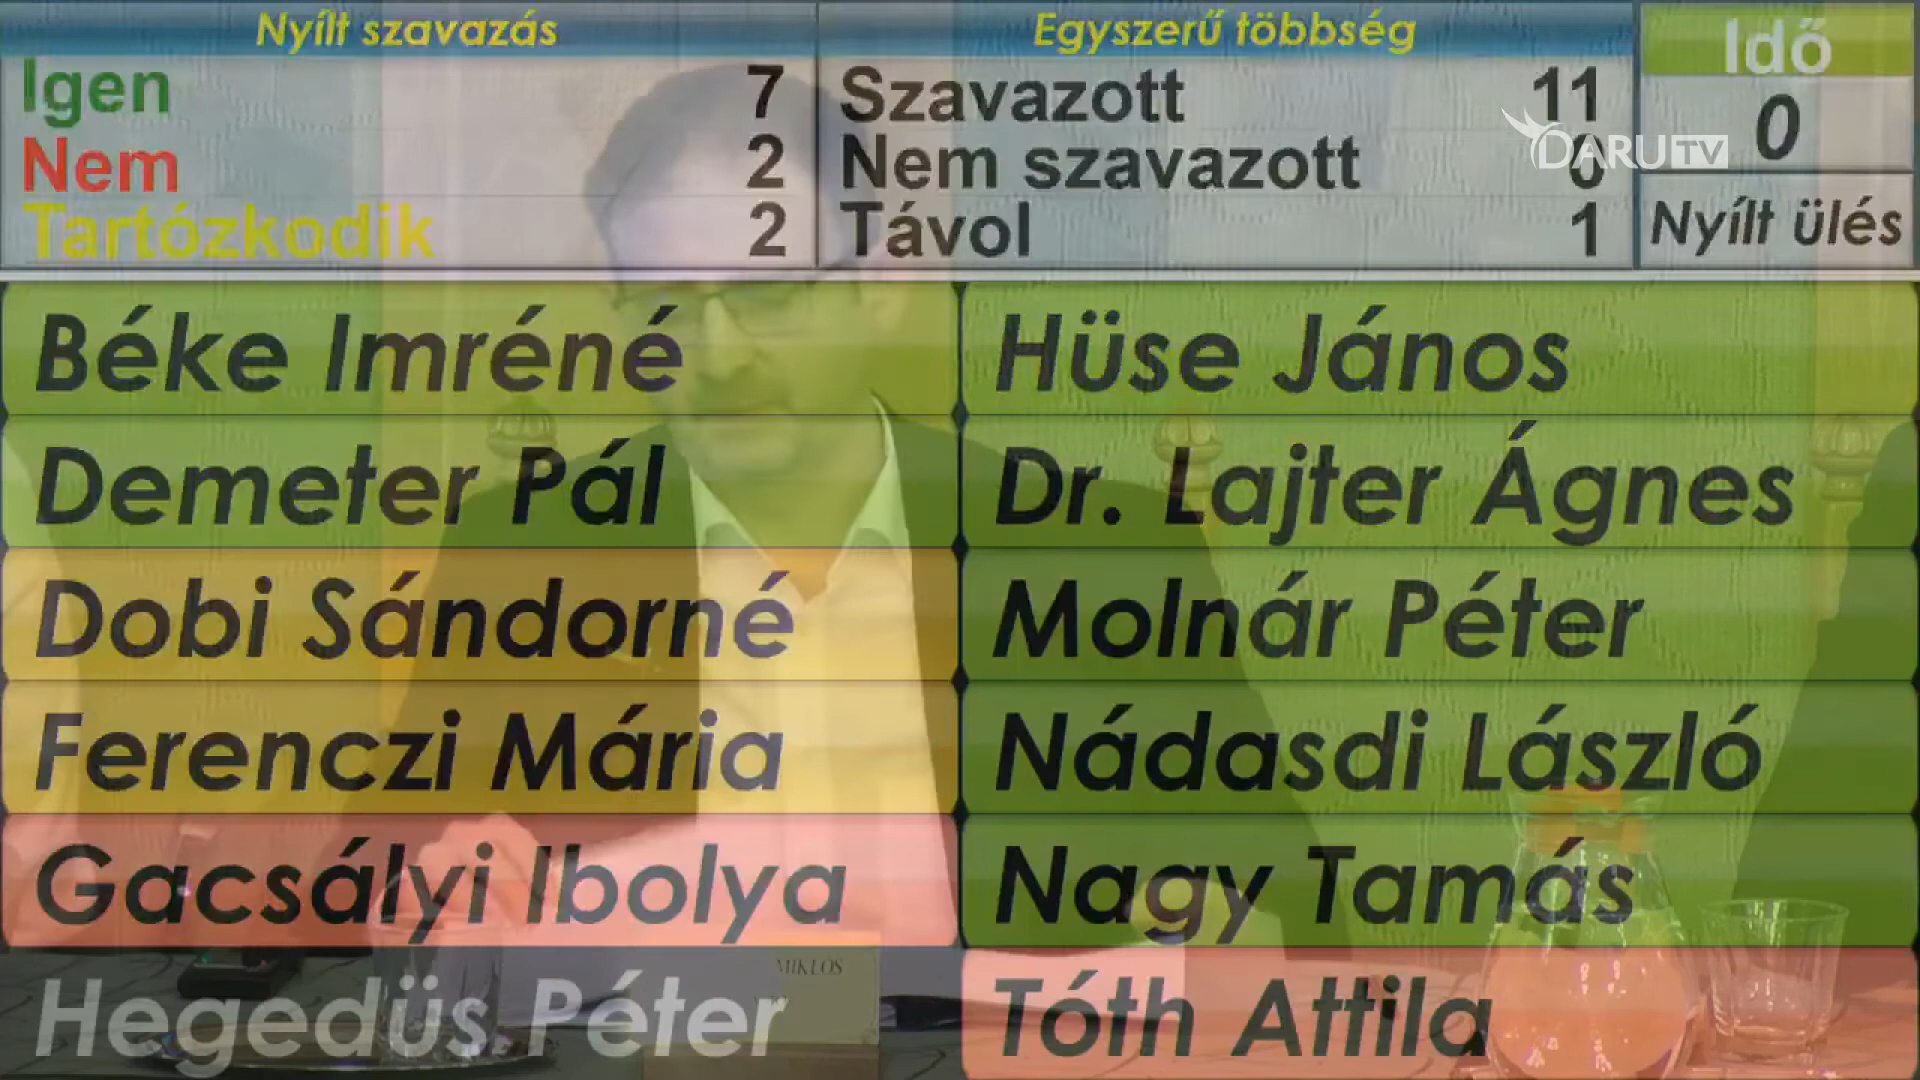 Nyílt szavazás
Igen 7
Nem 2
Tartózkodik 2
Egyszerű többség
Szavazott 11
Nem szavazott 0
Távol 1
Idő
0
Nyílt ülés
DARU TV
Béke Imréné
Demeter Pál
Dobi Sándorné
Ferenczi Mária
Gacsályi Ibolya
Hegedüs Péter
Hüse János
Dr. Lajter Ágnes
Molnár Péter
Nádasdi László
Nagy Tamás
Tóth Attila
MIKLÓS